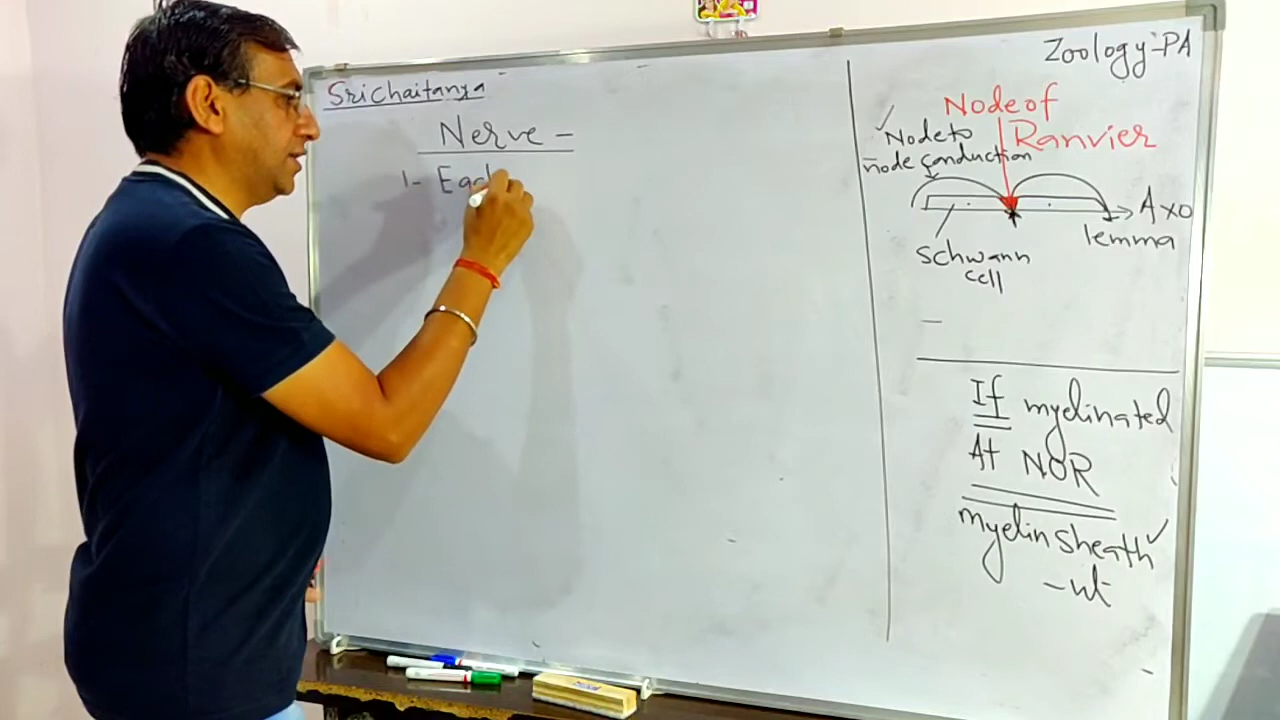 Srichaitanya
Nerve -
1- Each
Zoology-PA
Node of
Ranvier
✓Node to
node conduction
Axo
lemma
Schwann
cell
If myelinated
At NOR
myelin sheath ✓